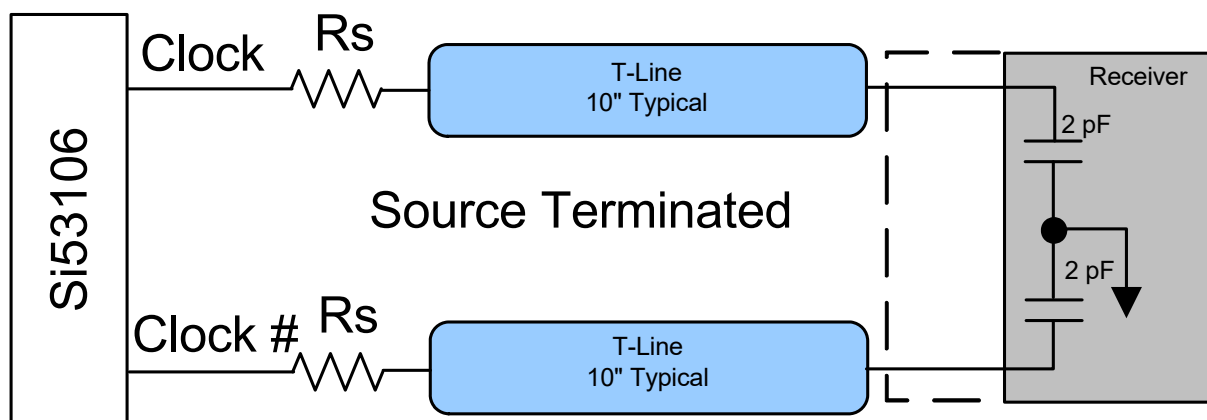 Si53106
Clock
Rs
T-Line
10" Typical
Receiver
2 pF
Source Terminated
2 pF
Clock #
Rs
T-Line
10" Typical